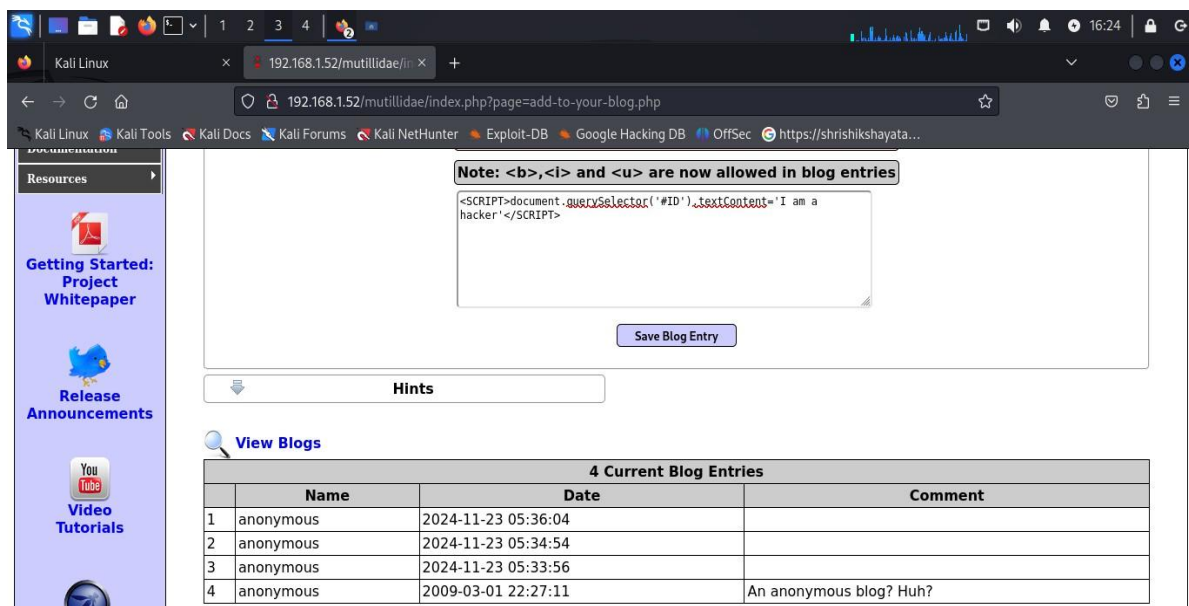 1 2 3 4 2 16:24
Kali Linux 192.168.1.52/mutillidae/in
192.168.1.52/mutillidae/index.php?page=add-to-your-blog.php
Kali Linux Kali Tools Kali Docs Kali Forums Kali NetHunter Exploit-DB Google Hacking DB OffSec https://shrishikshayata...
Documentation
Resources
Getting Started:
Project
Whitepaper
Release
Announcements
You
Tube
Video
Tutorials
Note: <b>,<i> and <u> are now allowed in blog entries
<SCRIPT>document.querySelector('#ID').textContent='I am a
hacker'</SCRIPT>
Save Blog Entry
Hints
View Blogs
4 Current Blog Entries
Name Date Comment
1 anonymous 2024-11-23 05:36:04
2 anonymous 2024-11-23 05:34:54
3 anonymous 2024-11-23 05:33:56
4 anonymous 2009-03-01 22:27:11 An anonymous blog? Huh?